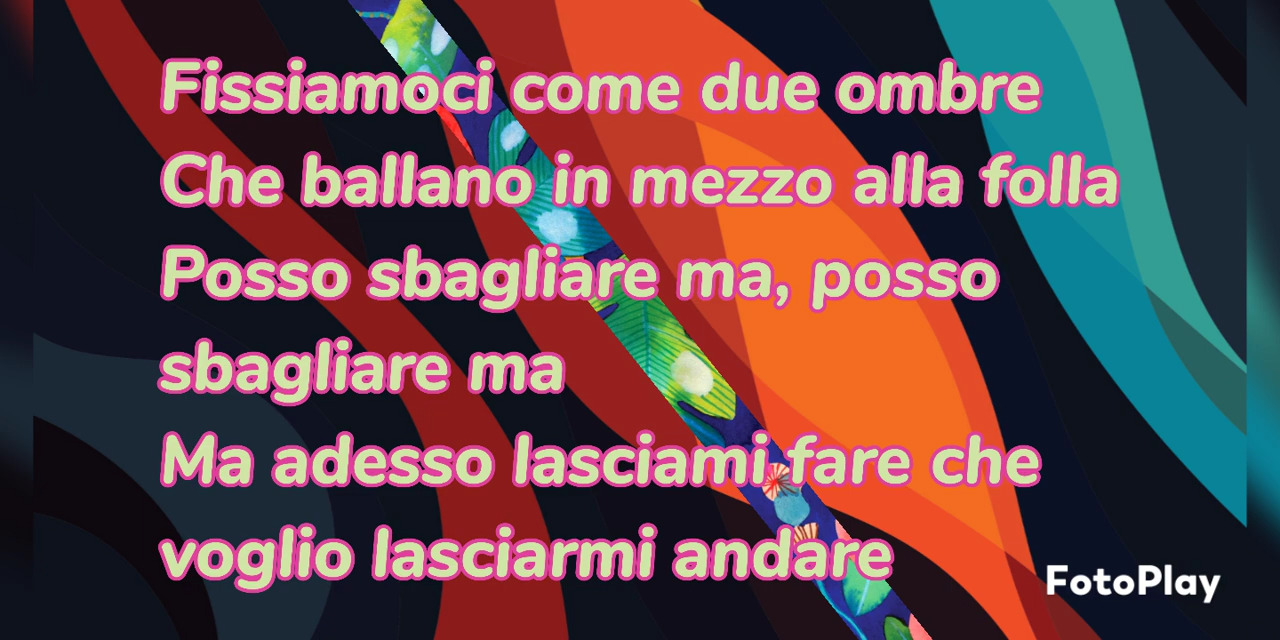 Fissiamoci come due ombre
Che ballano in mezzo alla folla
Posso sbagliare ma, posso
sbagliare ma
Ma adesso lasciami fare che
voglio lasciarmi andare
FotoPlay